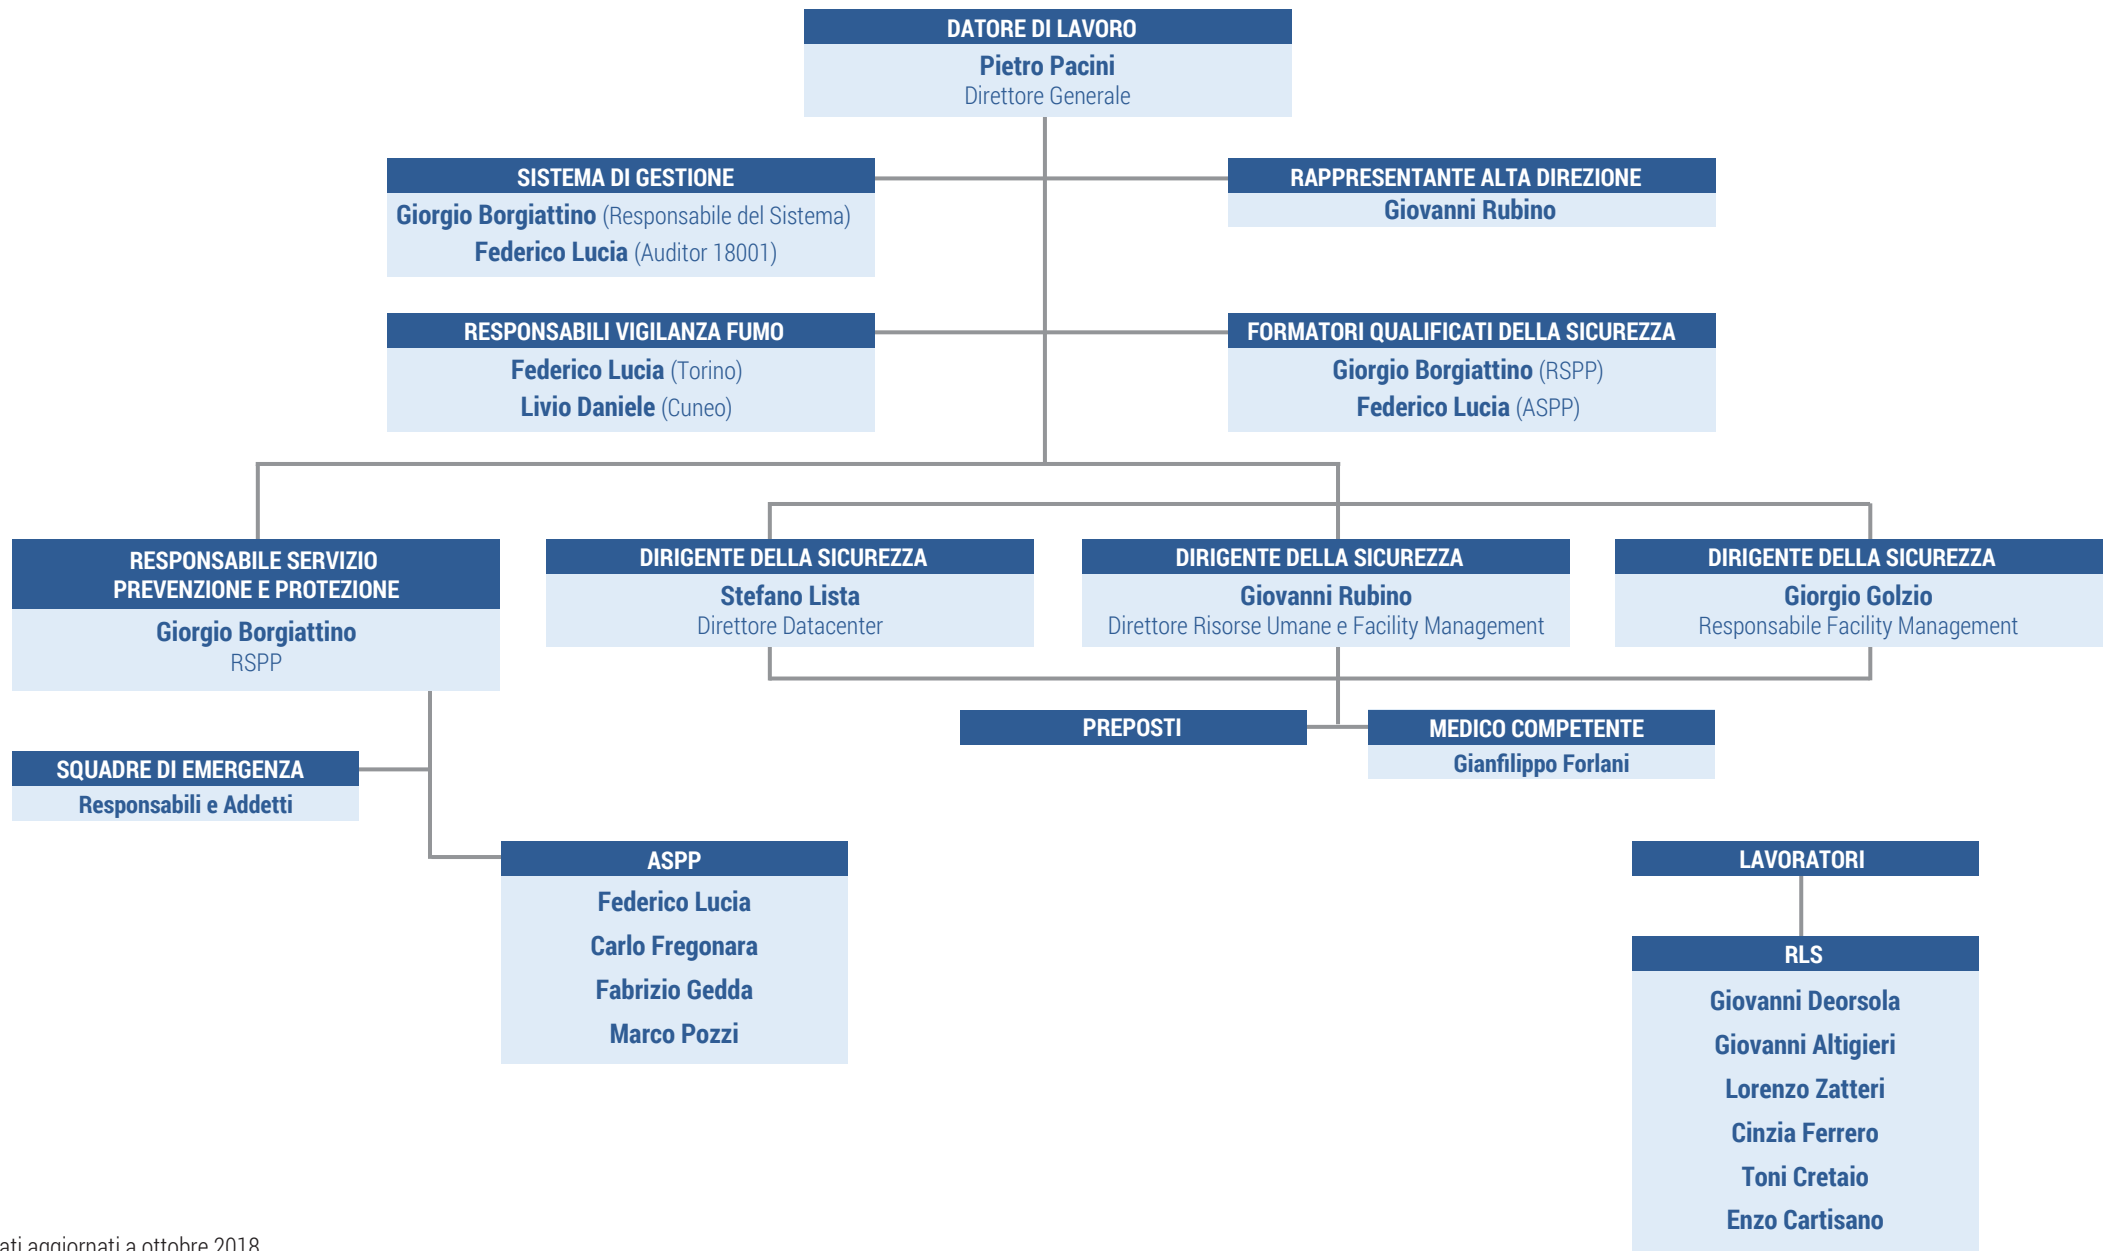 DATORE DI LAVORO
Pietro Pacini
Direttore Generale
SISTEMA DI GESTIONE
Giorgio Borgiattino (Responsabile del Sistema)
Federico Lucia (Auditor 18001)
RAPPRESENTANTE ALTA DIREZIONE
Giovanni Rubino
RESPONSABILI VIGILANZA FUMO
Federico Lucia (Torino)
Livio Daniele (Cuneo)
FORMATORI QUALIFICATI DELLA SICUREZZA
Giorgio Borgiattino (RSPP)
Federico Lucia (ASPP)
RESPONSABILE SERVIZIO
PREVENZIONE E PROTEZIONE
Giorgio Borgiattino
RSPP
DIRIGENTE DELLA SICUREZZA
Stefano Lista
Direttore Datacenter
DIRIGENTE DELLA SICUREZZA
Giovanni Rubino
Direttore Risorse Umane e Facility Management
DIRIGENTE DELLA SICUREZZA
Giorgio Golzio
Responsabile Facility Management
PREPOSTI
MEDICO COMPETENTE
Gianfilippo Forlani
SQUADRE DI EMERGENZA
Responsabili e Addetti
ASPP
Federico Lucia
Carlo Fregonara
Fabrizio Gedda
Marco Pozzi
LAVORATORI
RLS
Giovanni Deorsola
Giovanni Altigieri
Lorenzo Zatteri
Cinzia Ferrero
Toni Cretaio
Enzo Cartisano
aggiornati a ottobre 2018